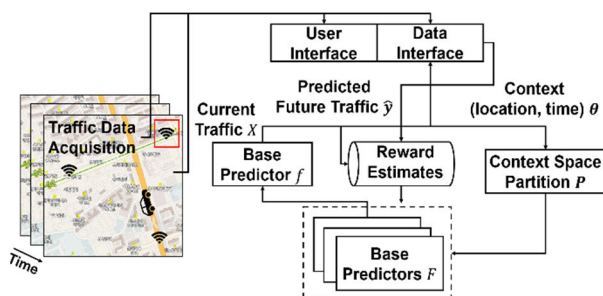 User
Interface
Data
Interface
Predicted
Future Traffic ŷ
Context
(location, time) θ
Current
Traffic X
Traffic Data
Acquisition
Base
Predictor f
Reward
Estimates
Context Space
Partition P
Base
Predictors F
Time